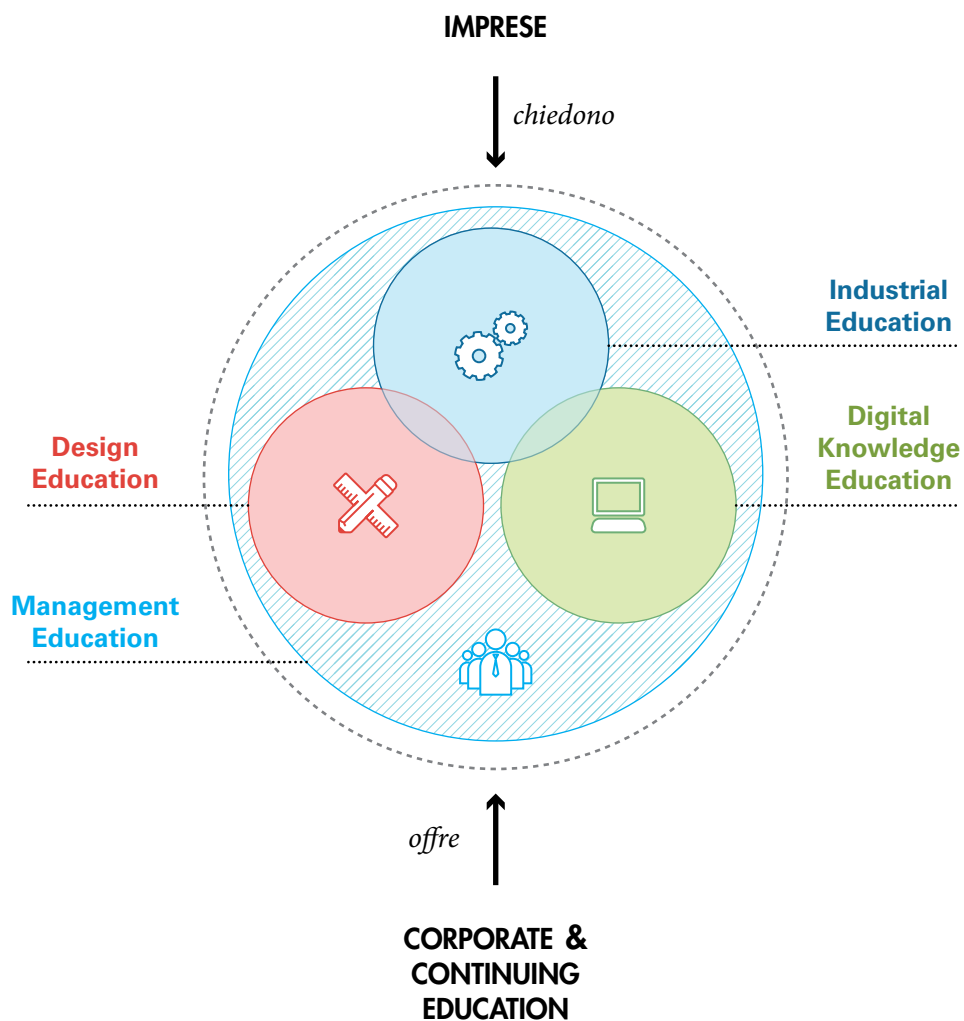 IMPRESE
chiedono
Industrial
Education
Digital
Knowledge
Education
Design
Education
Management
Education
offre
CORPORATE &
CONTINUING
EDUCATION